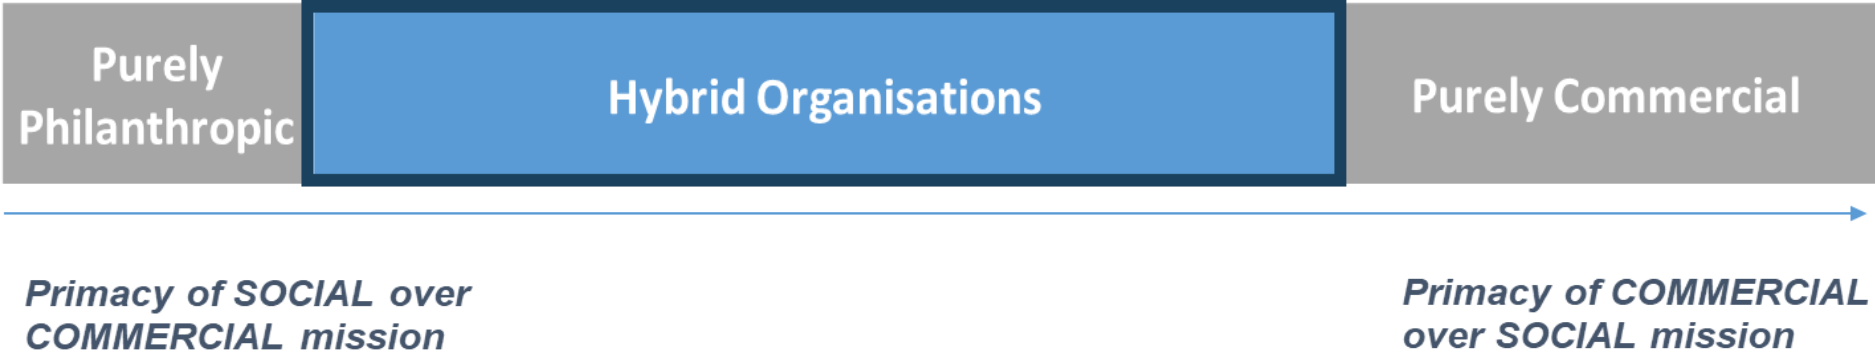 Purely
Philanthropic
Hybrid Organisations
Purely Commercial
Primacy of SOCIAL over
COMMERCIAL mission
Primacy of COMMERCIAL
over SOCIAL mission